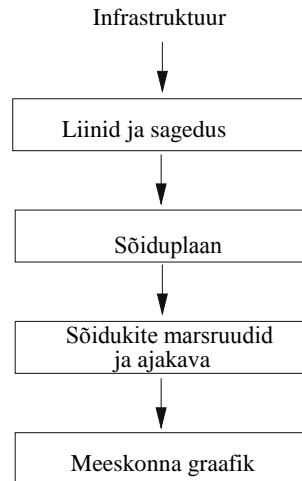 Infrastruktuur
Liinid ja sagedus
Sõiduplaan
Sõidukite marsruudid
ja ajakava
Meeskonna graafik